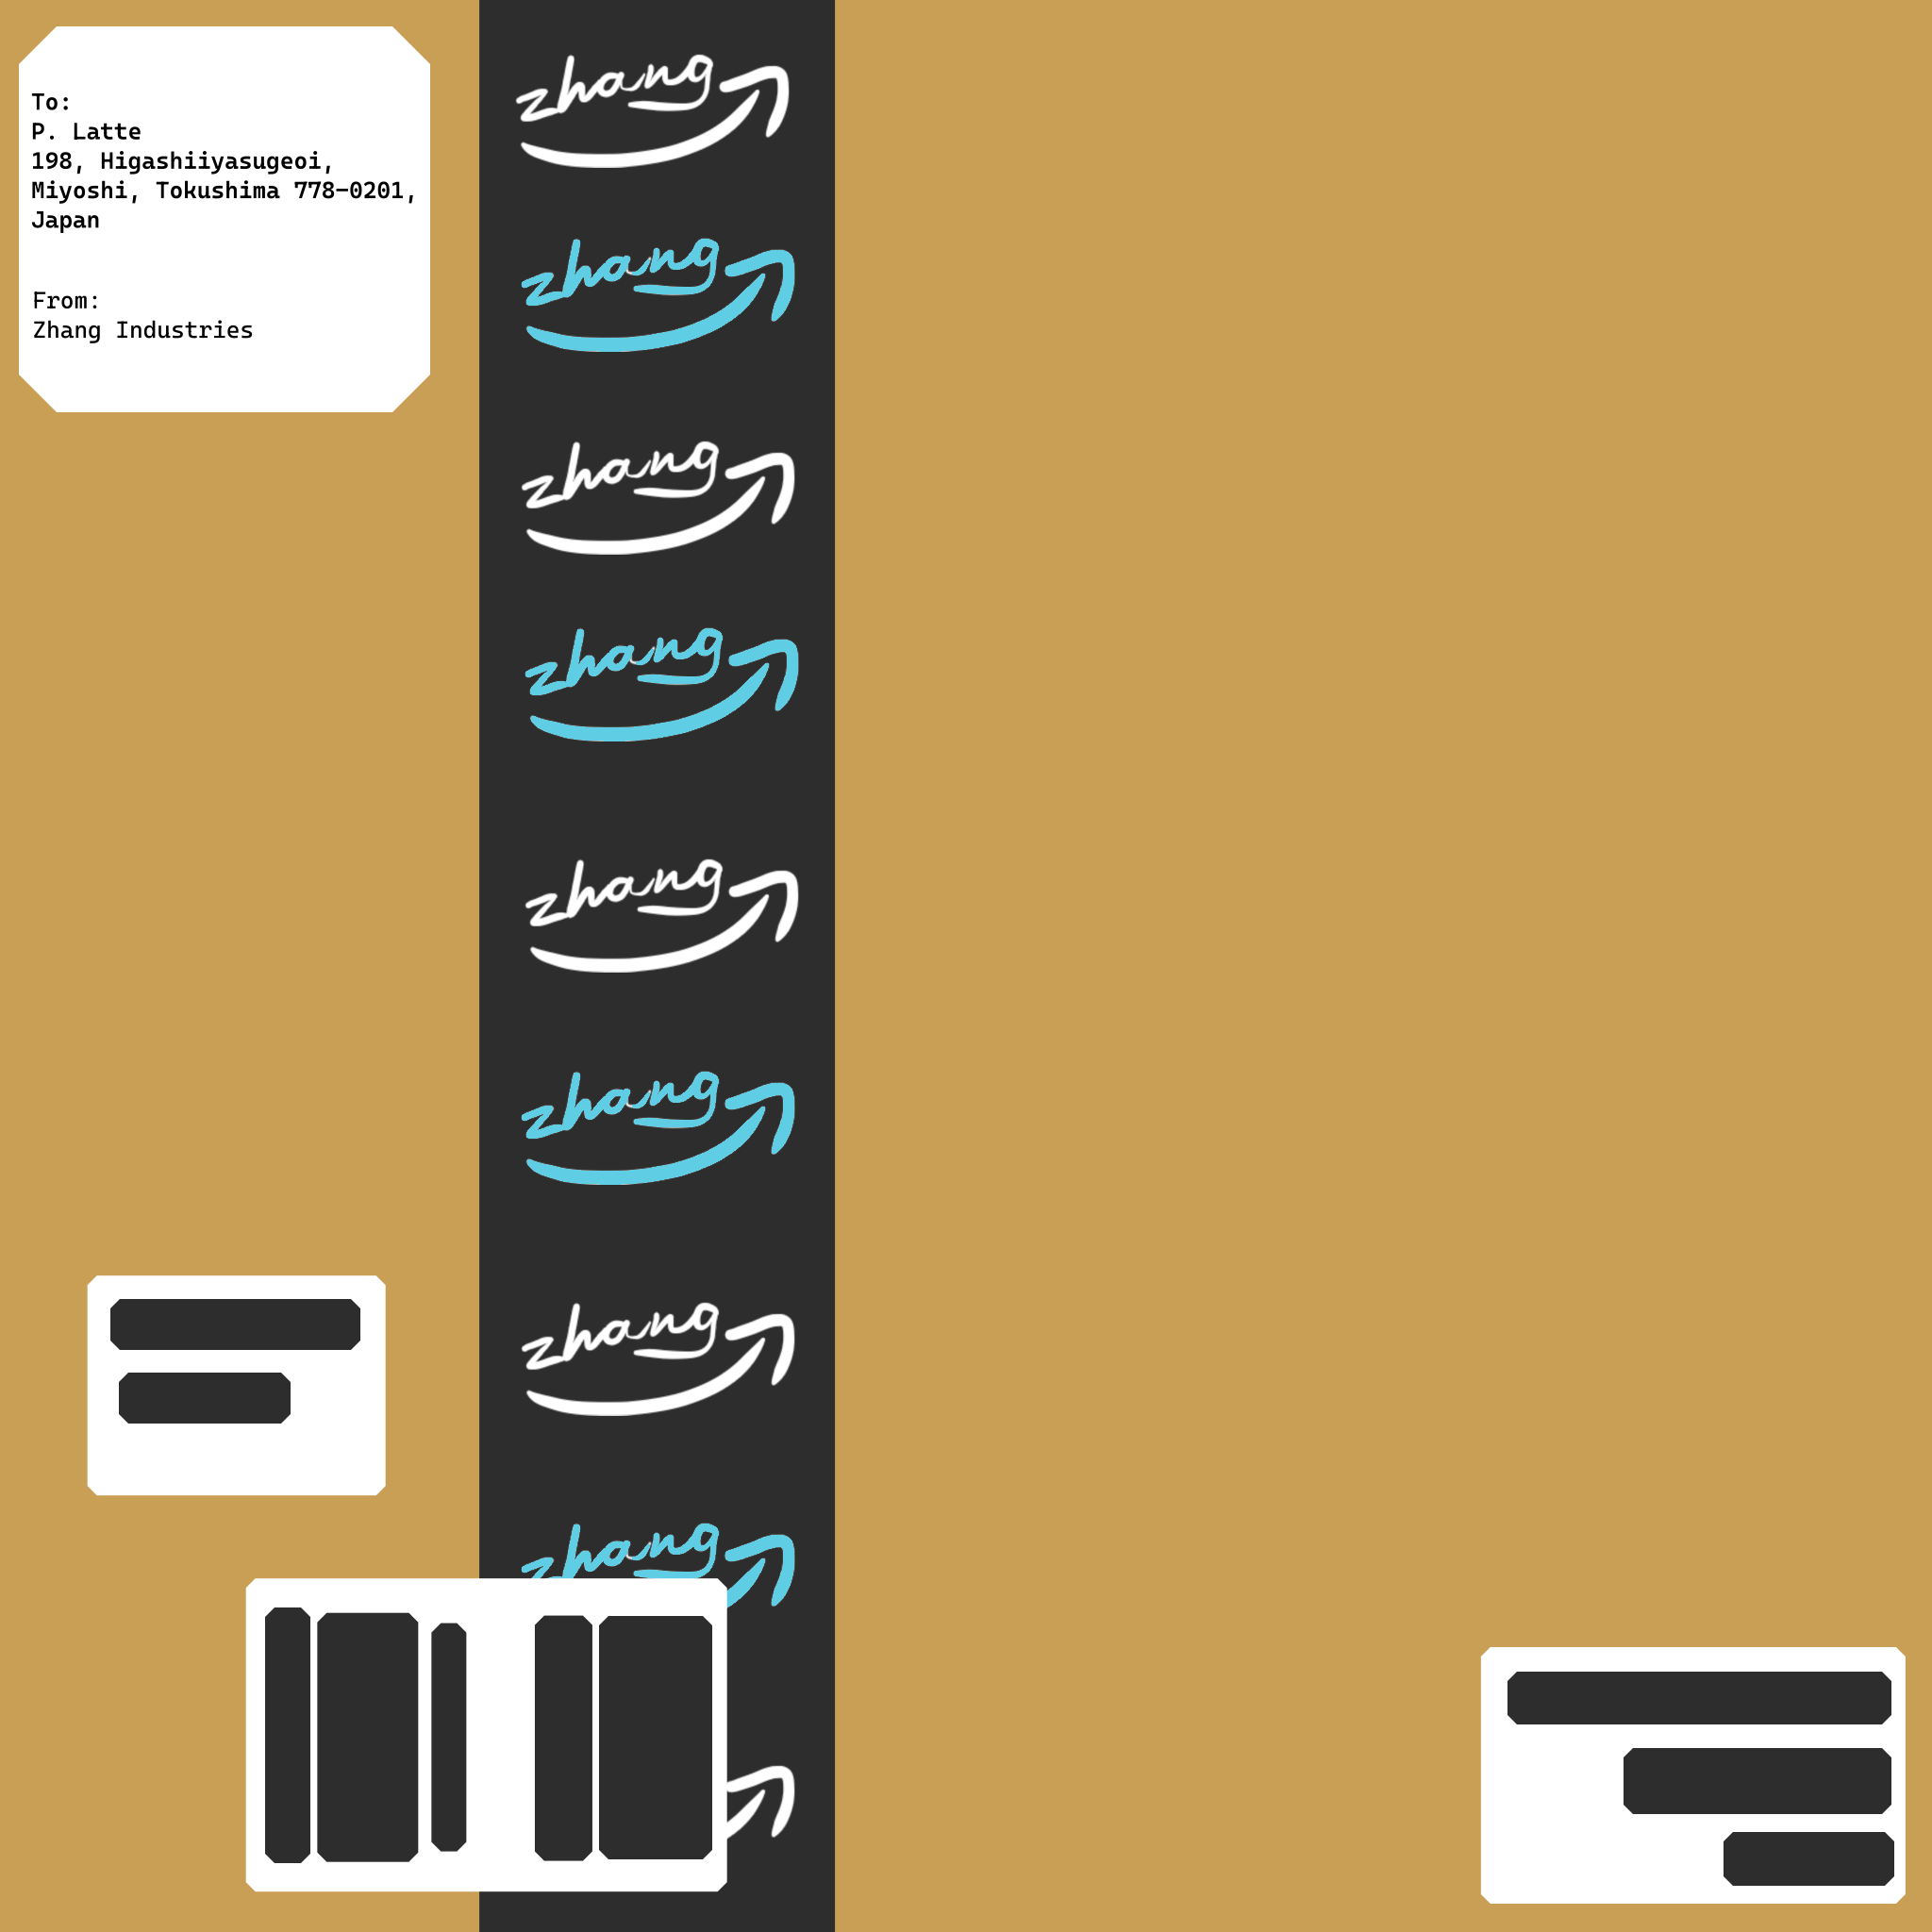 To:
P. Latte
198, Higashiiyasugeoi,
Miyoshi, Tokushima 778-0201,
Japan
From:
Zhang Industries
zhang
zhang
zhang
zhang
zhang
zhang
zhang
zhang